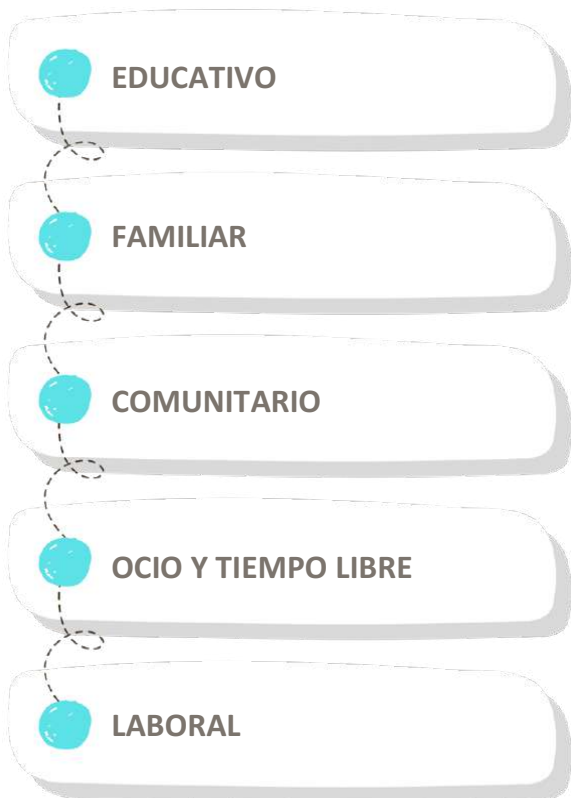 EDUCATIVO
FAMILIAR
COMUNITARIO
OCIO Y TIEMPO LIBRE
LABORAL